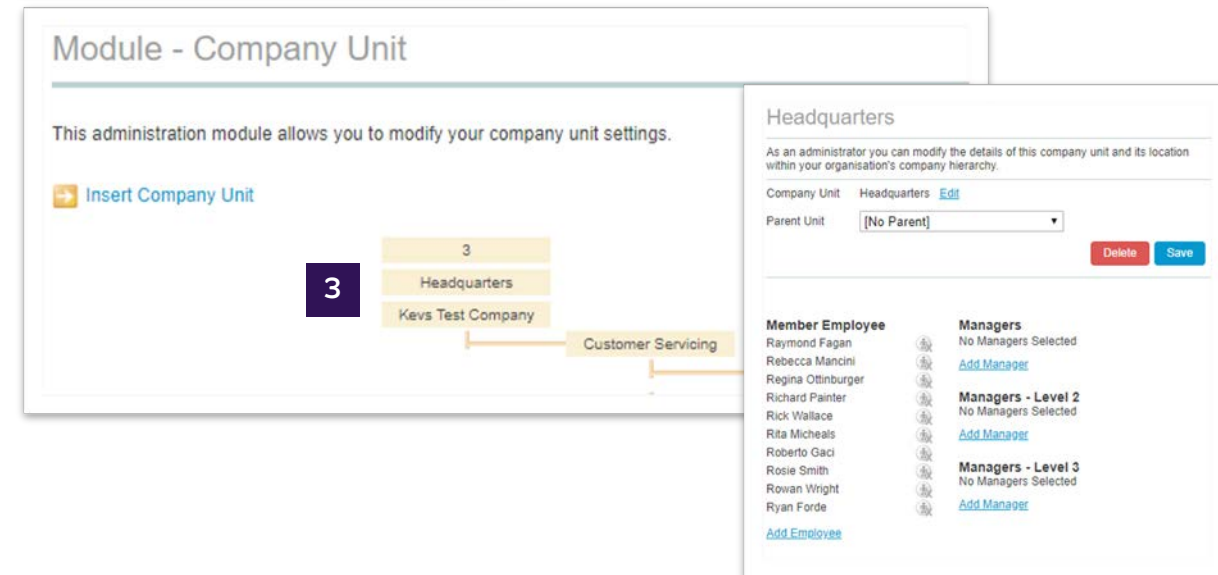 Module - Company Unit
This administration module allows you to modify your company unit settings.
Insert Company Unit
3
3
Headquarters
Kevs Test Company
Customer Servicing
Headquarters
As an administrator you can modify the details of this company unit and its location
within your organisation's company hierarchy.
Company Unit Headquarters Edit
Parent Unit [No Parent]
Delete Save
Member Employee
Raymond Fagan
Rebecca Mancini
Regina Ottinburger
Richard Painter
Rick Wallace
Rita Micheals
Roberto Gaci
Rosie Smith
Rowan Wright
Ryan Forde
Add Employee
Managers
No Managers Selected
Add Manager
Managers - Level 2
No Managers Selected
Add Manager
Managers - Level 3
No Managers Selected
Add Manager